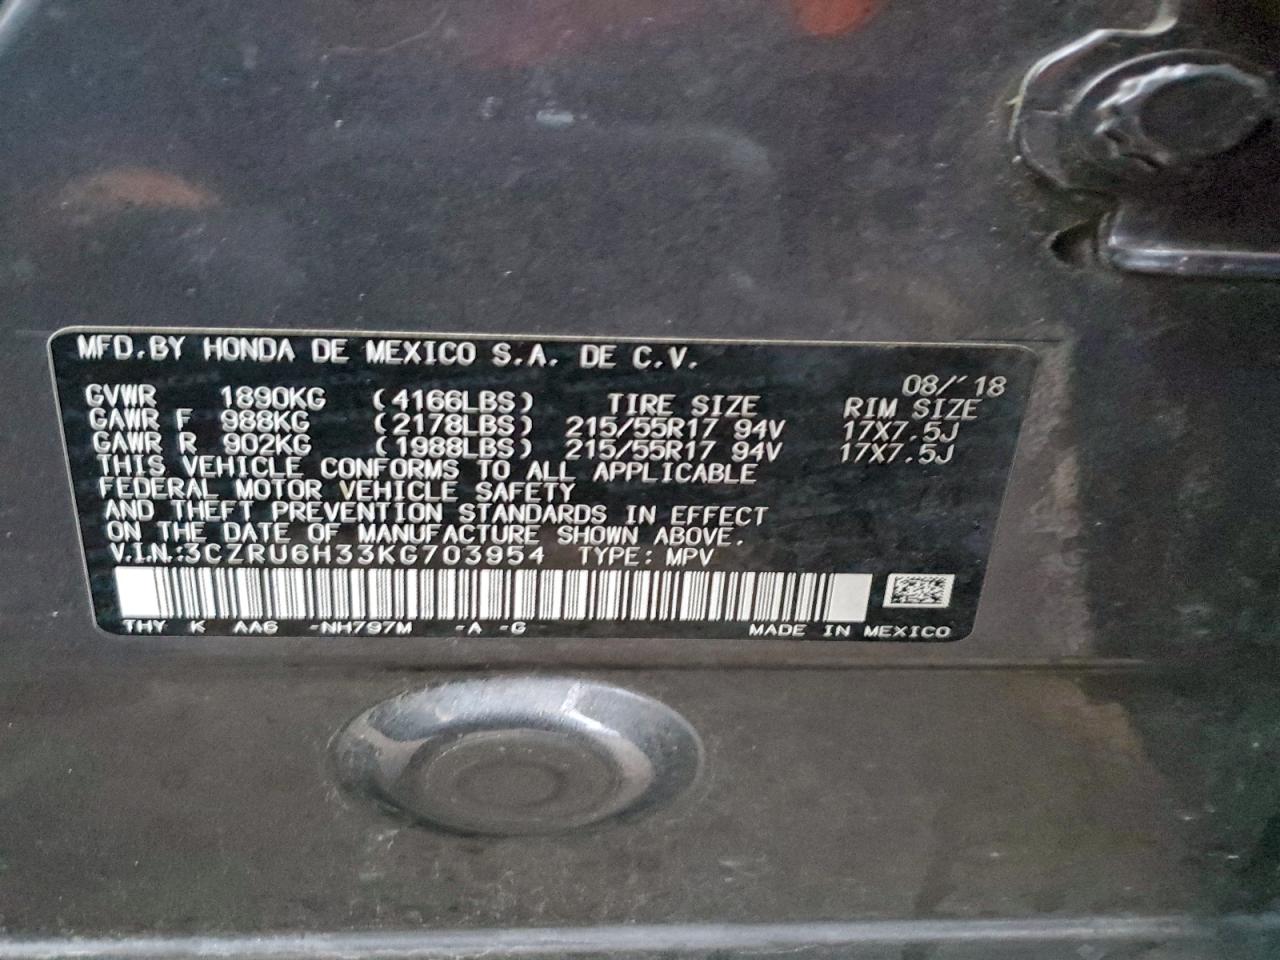 MFD.BY HONDA DE MEXICO S.A. DE C.V.
08/'18
GVWR 1890KG (4166LBS) TIRE SIZE RIM SIZE
GAWR F 988KG (2178LBS) 215/55R17 94V 17X7.5J
GAWR R 902KG (1988LBS) 215/55R17 94V 17X7.5J
THIS VEHICLE CONFORMS TO ALL APPLICABLE
FEDERAL MOTOR VEHICLE SAFETY
AND THEFT PREVENTION STANDARDS IN EFFECT
ON THE DATE OF MANUFACTURE SHOWN ABOVE.
V.I.N.:3CZRU6H33KG703954 TYPE: MPV
THY K AA6 -NH797M -A -G MADE IN MEXICO